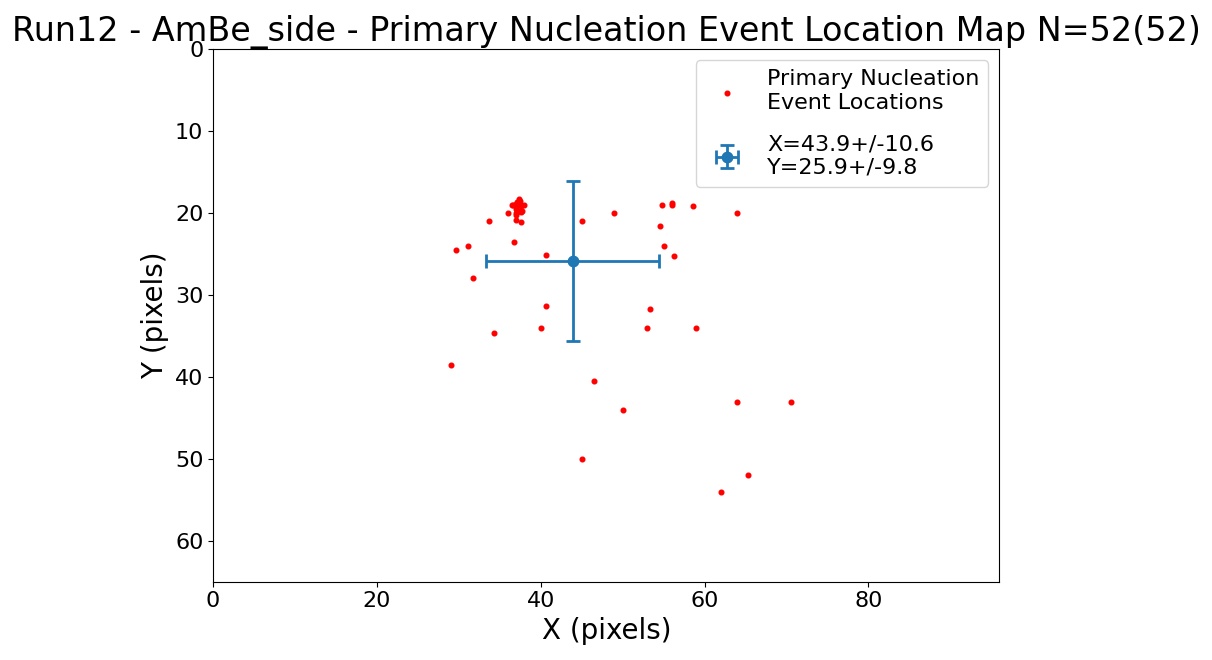 Run12 - AmBe_side - Primary Nucleation Event Location Map N=52(52)
Primary Nucleation
Event Locations
X=43.9+/-10.6
Y=25.9+/-9.8
0
10
20
30
40
50
60
Y (pixels)
0
20
40
60
80
X (pixels)